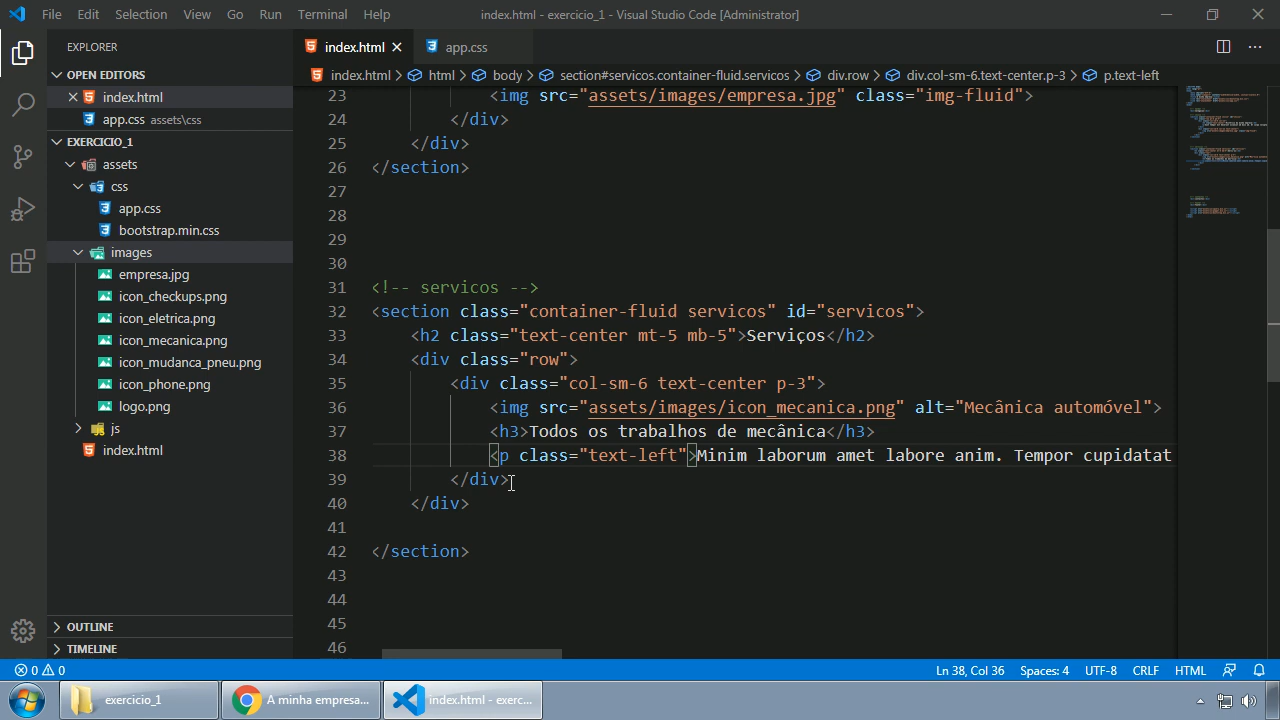 File Edit Selection View Go Run Terminal Help index.html - exercicio_1 - Visual Studio Code [Administrator]
EXPLORER
OPEN EDITORS
index.html
app.css assets\css
EXERCICIO_1
assets
css
app.css
bootstrap.min.css
images
empresa.jpg
icon_checkups.png
icon_eletrica.png
icon_mecanica.png
icon_mudanca_pneu.png
icon_phone.png
logo.png
js
index.html
OUTLINE
TIMELINE
index.html app.css
index.html > html > body > section#servicos.container-fluid.servicos > div.row > div.col-sm-6.text-center.p-3 > p.text-left
23 <img src="assets/images/empresa.jpg" class="img-fluid">
24 </div>
25 </div>
26 </section>
27
28
29
30
31 <!-- servicos -->
32 <section class="container-fluid servicos" id="servicos">
33 <h2 class="text-center mt-5 mb-5">Serviços</h2>
34 <div class="row">
35 <div class="col-sm-6 text-center p-3">
36 <img src="assets/images/icon_mecanica.png" alt="Mecânica automóvel">
37 <h3>Todos os trabalhos de mecânica</h3>
38 <p class="text-left">Minim laborum amet labore anim. Tempor cupidatat
39 </div>
40 </div>
41
42 </section>
43
44
45
46
0 0 Ln 38, Col 36 Spaces: 4 UTF-8 CRLF HTML
exercicio_1 A minha empresa... index.html - exerc...